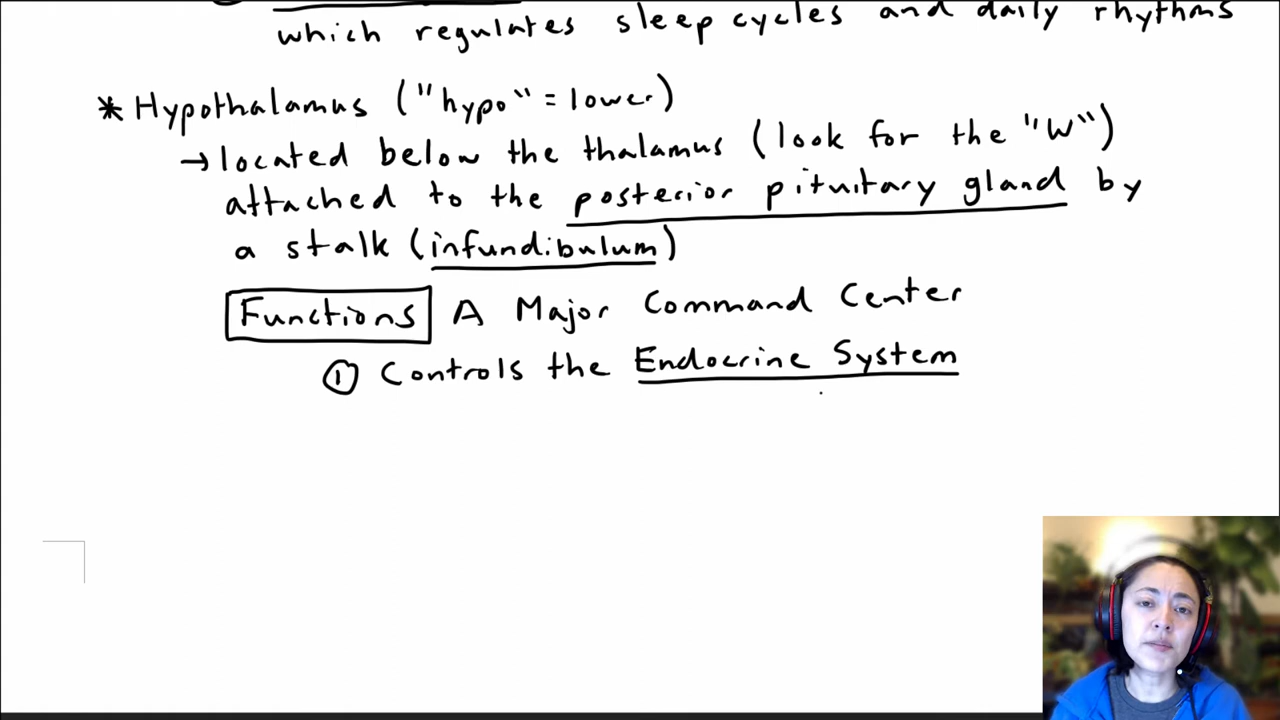 which regulates sleep cycles and daily rhythms
* Hypothalamus ("hypo" = lower)
→ located below the thalamus (look for the "W")
attached to the posterior pituitary gland by
a stalk (infundibulum)
Functions A Major Command Center
① Controls the Endocrine System